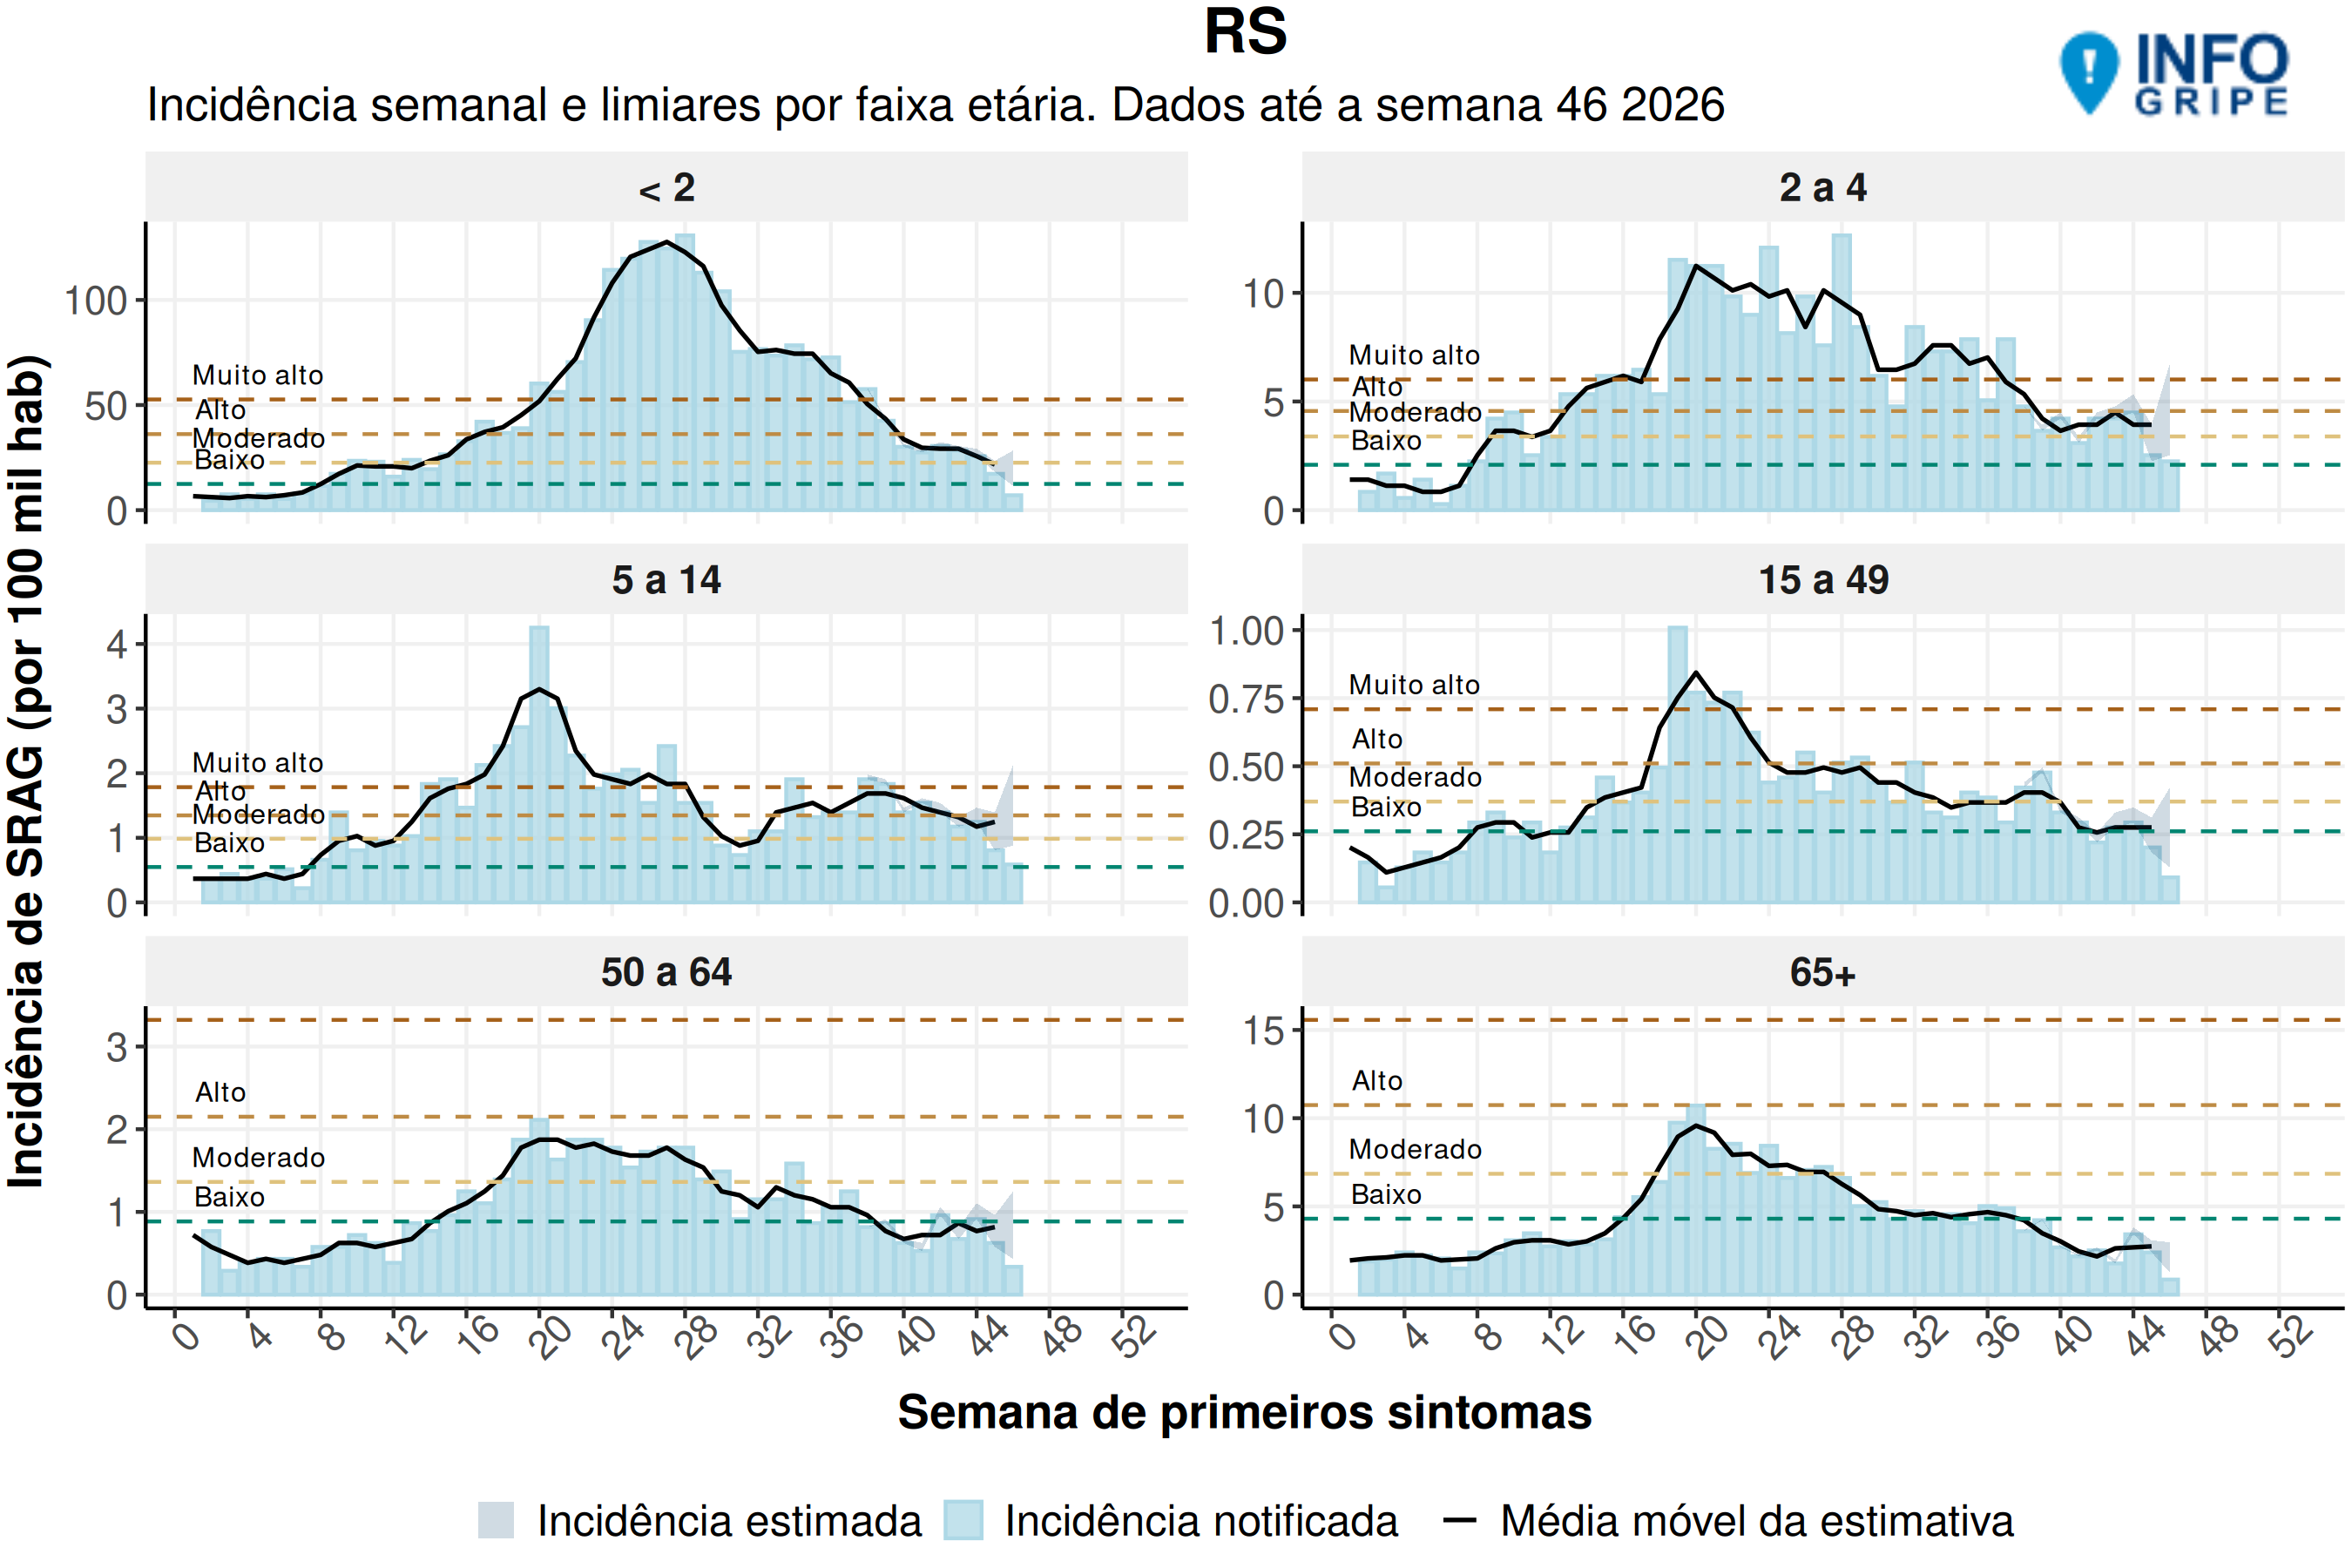 RS
INFO
GRIPE
Incidência semanal e limiares por faixa etária. Dados até a semana 46 2026
Incidência de SRAG (por 100 mil hab)
< 2
100
50
0
Muito alto
Alto
Moderado
Baixo
2 a 4
10
5
0
Muito alto
Alto
Moderado
Baixo
5 a 14
4
3
2
1
0
Muito alto
Alto
Moderado
Baixo
15 a 49
1.00
0.75
0.50
0.25
0.00
Muito alto
Alto
Moderado
Baixo
50 a 64
3
2
1
0
Alto
Moderado
Baixo
65+
15
10
5
0
Alto
Moderado
Baixo
0 4 8 12 16 20 24 28 32 36 40 44 48 52
0 4 8 12 16 20 24 28 32 36 40 44 48 52
Semana de primeiros sintomas
Incidência estimada Incidência notificada Média móvel da estimativa